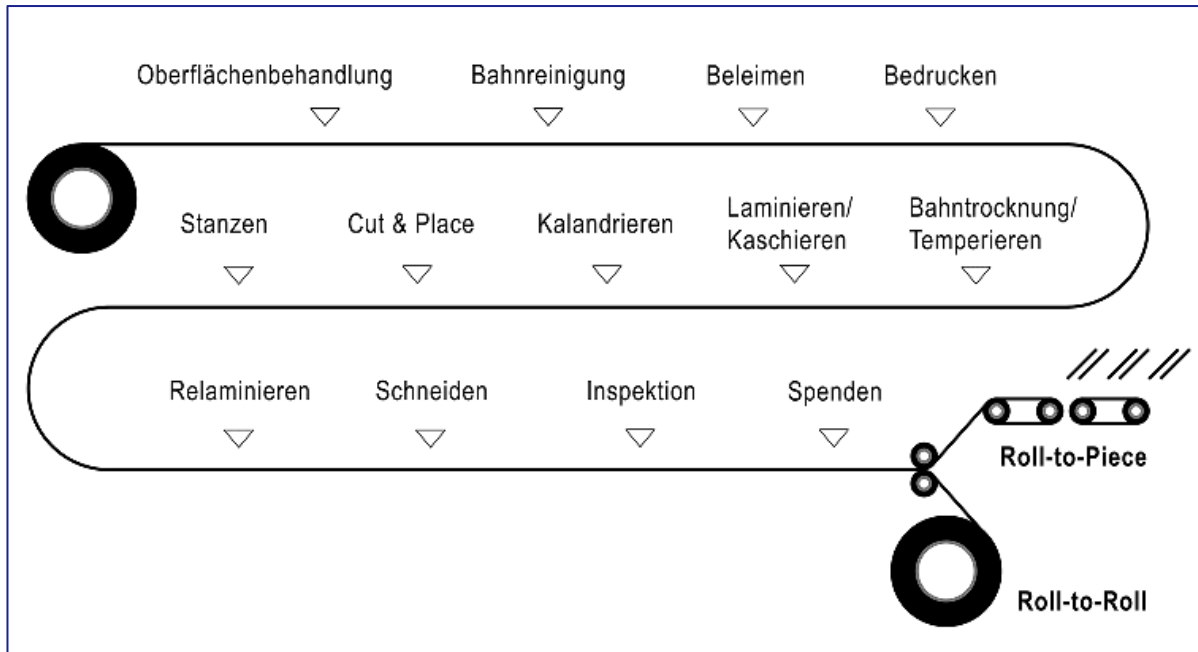 Oberflächenbehandlung
Bahnreinigung
Beleimen
Bedrucken
Stanzen
Cut & Place
Kalandrieren
Laminieren/
Kaschieren
Bahntrocknung/
Temperieren
Relaminieren
Schneiden
Inspektion
Spenden
Roll-to-Piece
Roll-to-Roll